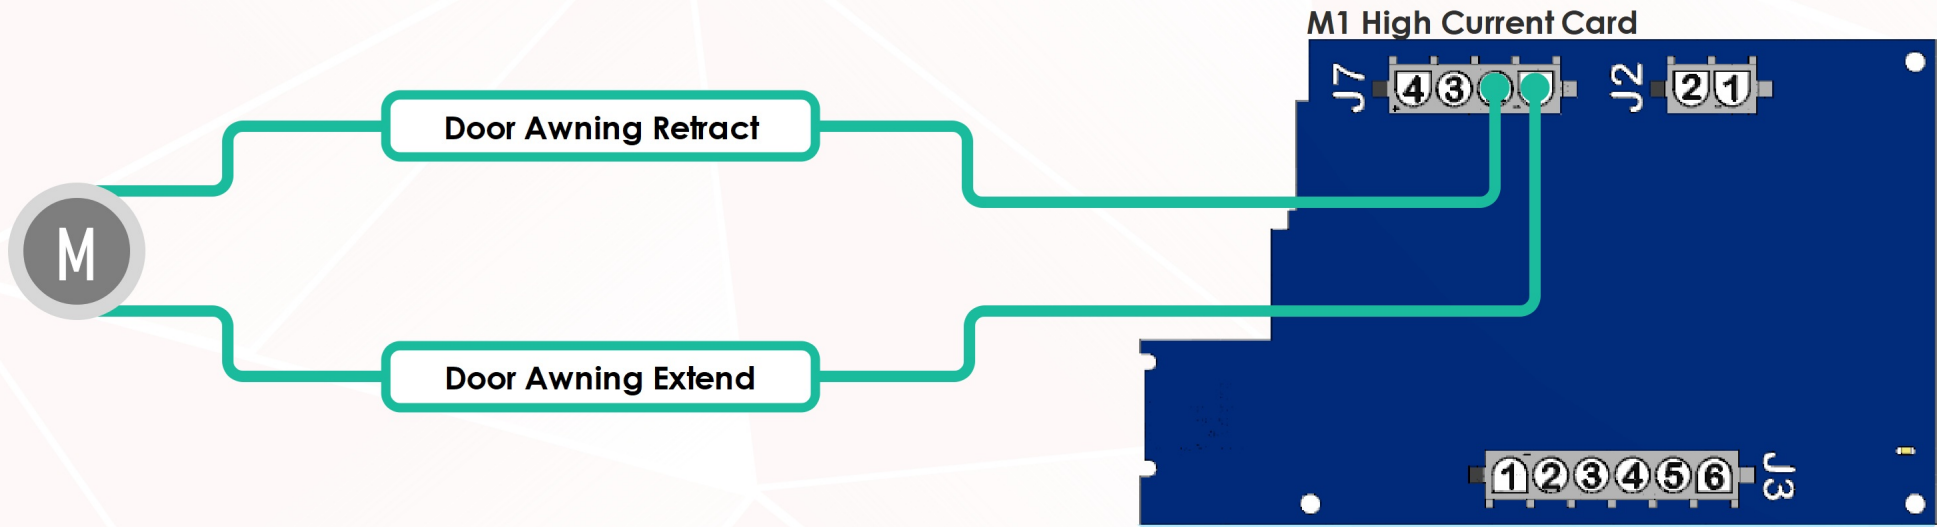 M1 High Current Card
J7
4 3
J2
2 1
Door Awning Retract
M
Door Awning Extend
1 2 3 4 5 6
J3